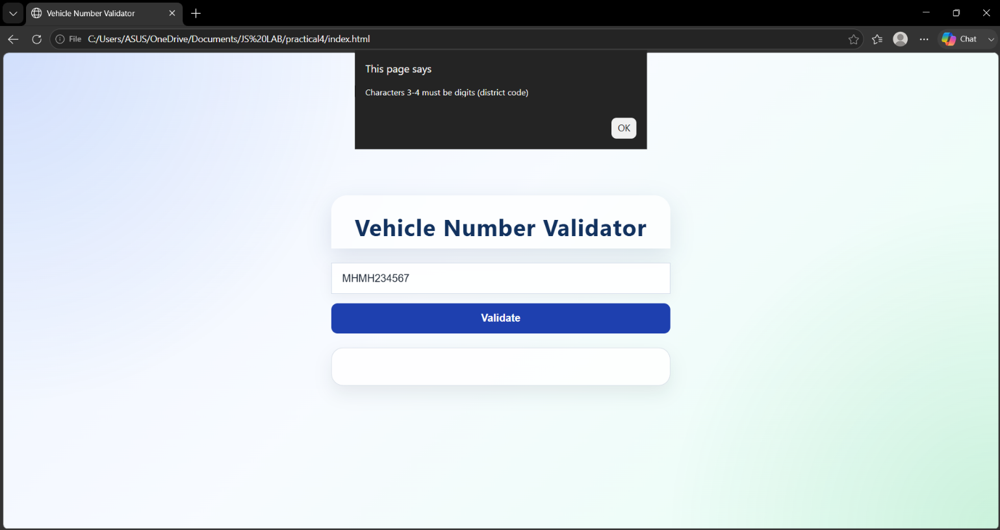 Vehicle Number Validator
File C:/Users/ASUS/OneDrive/Documents/JS%20LAB/practical4/index.html
Chat
This page says
Characters 3-4 must be digits (district code)
OK
Vehicle Number Validator
MHMH234567
Validate